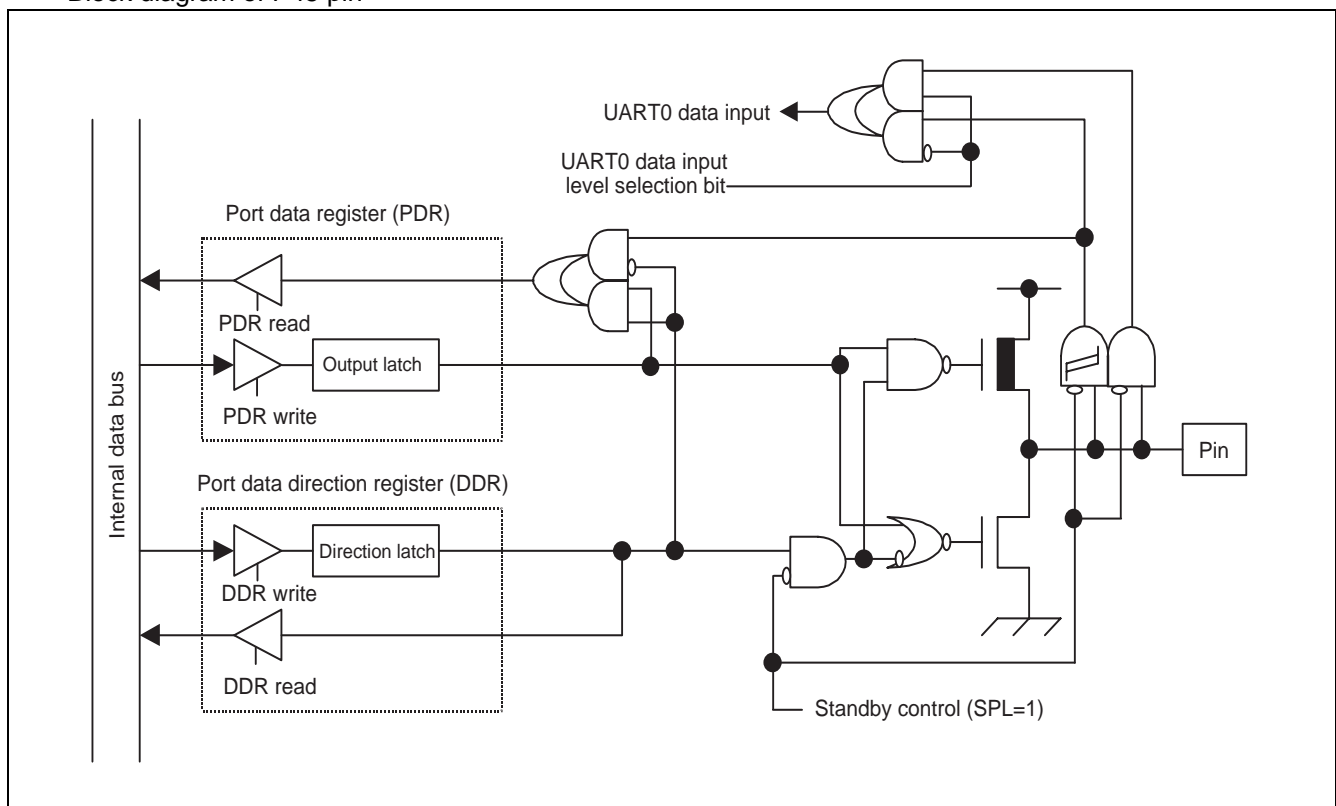 UART0 data input
UART0 data input
level selection bit
Port data register (PDR)
PDR read
Output latch
PDR write
Internal data bus
Pin
Port data direction register (DDR)
Direction latch
DDR write
DDR read
Standby control (SPL=1)